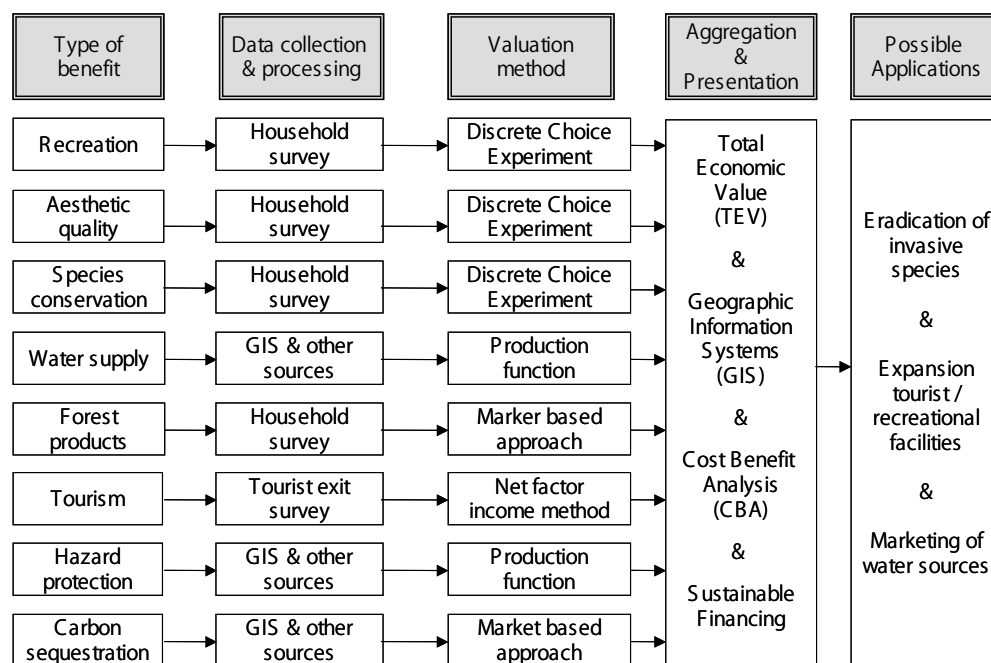 Type of
benefit
Data collection
& processing
Valuation
method
Aggregation
&
Presentation
Possible
Applications
Recreation
Household
survey
Discrete Choice
Experiment
Aesthetic
quality
Household
survey
Discrete Choice
Experiment
Species
conservation
Household
survey
Discrete Choice
Experiment
Water supply
GIS & other
sources
Production
function
Forest
products
Household
survey
Marker based
approach
Tourism
Tourist exit
survey
Net factor
income method
Hazard
protection
GIS & other
sources
Production
function
Carbon
sequestration
GIS & other
sources
Market based
approach
Total
Economic
Value
(TEV)
&
Geographic
Information
Systems
(GIS)
&
Cost Benefit
Analysis
(CBA)
&
Sustainable
Financing
Eradication of
invasive
species
&
Expansion
tourist /
recreational
facilities
&
Marketing of
water sources